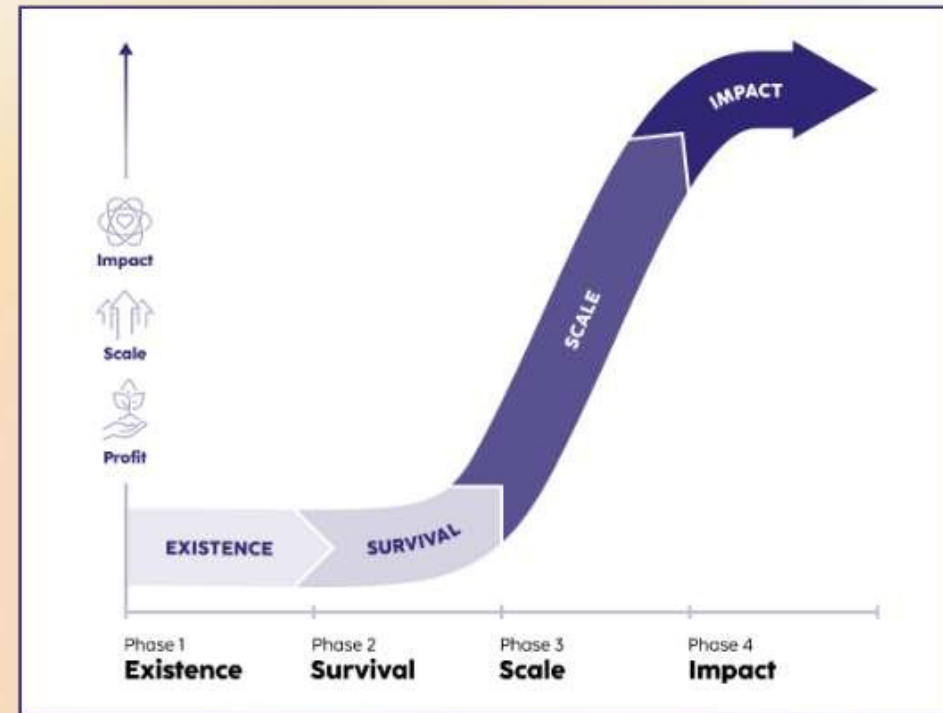 IMPACT
Impact
SCALE
Scale
Profit
EXISTENCE
SURVIVAL
Phase 1
Existence
Phase 2
Survival
Phase 3
Scale
Phase 4
Impact